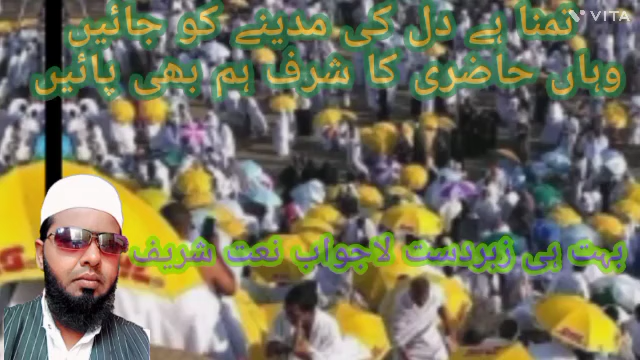 VITA
تمنا ہے دل کی مدینے کو جائیں
وہاں حاضری کا شرف ہم بھی پائیں
بہت ہی زبردست لاجواب نعت شریف